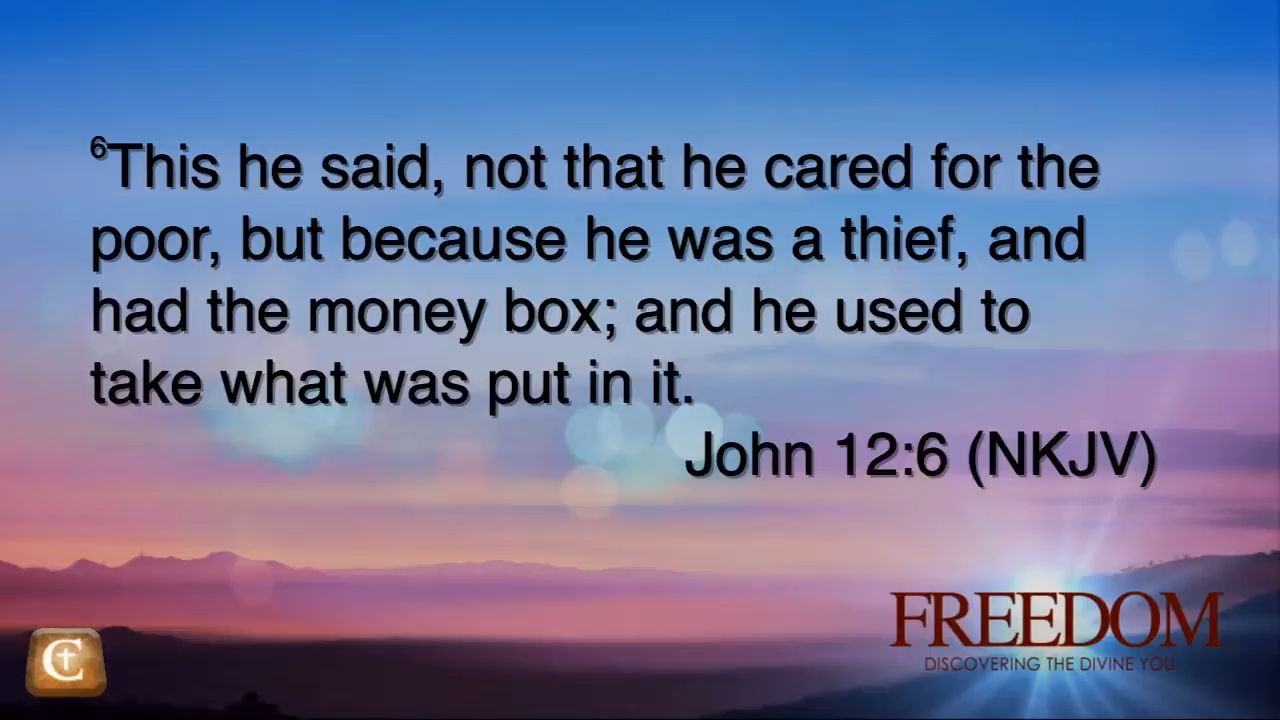 ⁶This he said, not that he cared for the
poor, but because he was a thief, and
had the money box; and he used to
take what was put in it.
John 12:6 (NKJV)
FREEDOM
DISCOVERING THE DIVINE YOU
C